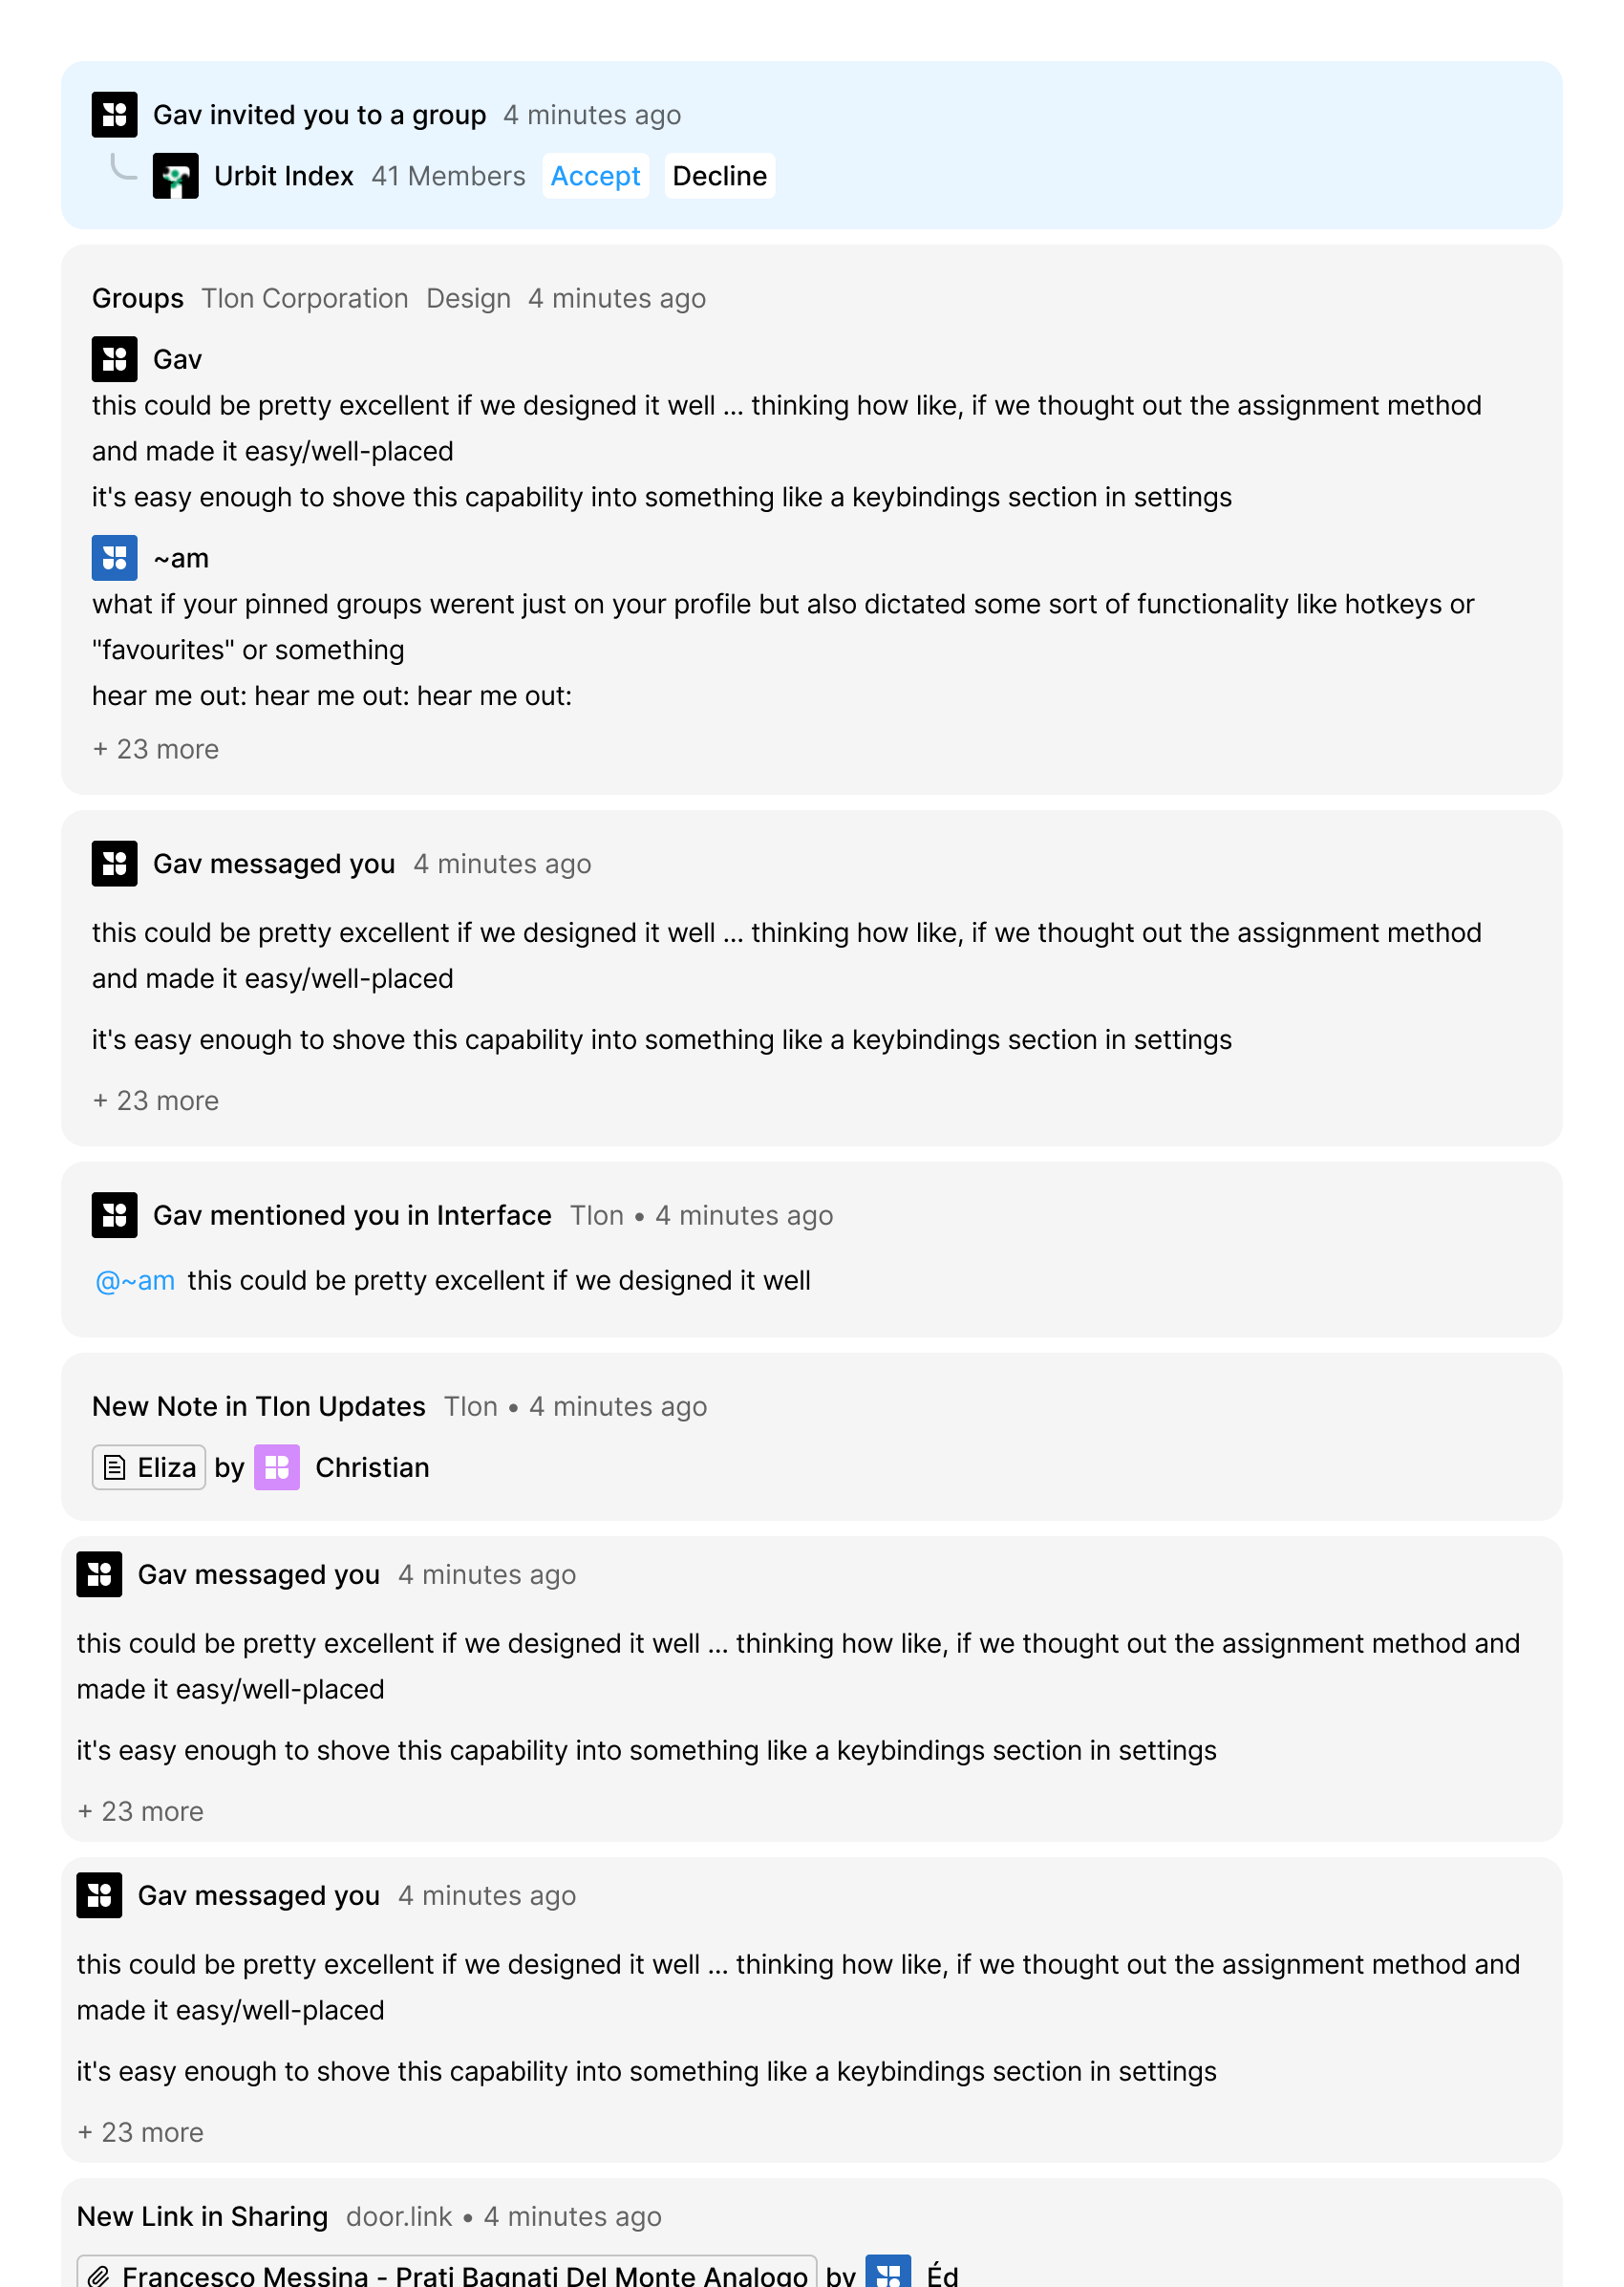 Gav invited you to a group 4 minutes ago
Urbit Index 41 Members Accept Decline
Groups Tlon Corporation Design 4 minutes ago
Gav
this could be pretty excellent if we designed it well ... thinking how like, if we thought out the assignment method
and made it easy/well-placed
it's easy enough to shove this capability into something like a keybindings section in settings
~am
what if your pinned groups werent just on your profile but also dictated some sort of functionality like hotkeys or
"favourites" or something
hear me out: hear me out: hear me out:
+ 23 more
Gav messaged you 4 minutes ago
this could be pretty excellent if we designed it well ... thinking how like, if we thought out the assignment method
and made it easy/well-placed
it's easy enough to shove this capability into something like a keybindings section in settings
+ 23 more
Gav mentioned you in Interface Tlon • 4 minutes ago
@~am this could be pretty excellent if we designed it well
New Note in Tlon Updates Tlon • 4 minutes ago
Eliza by Christian
Gav messaged you 4 minutes ago
this could be pretty excellent if we designed it well ... thinking how like, if we thought out the assignment method and
made it easy/well-placed
it's easy enough to shove this capability into something like a keybindings section in settings
+ 23 more
Gav messaged you 4 minutes ago
this could be pretty excellent if we designed it well ... thinking how like, if we thought out the assignment method and
made it easy/well-placed
it's easy enough to shove this capability into something like a keybindings section in settings
+ 23 more
New Link in Sharing door.link • 4 minutes ago
Francesco Messina - Prati Bagnati Del Monte Analogo by Éd